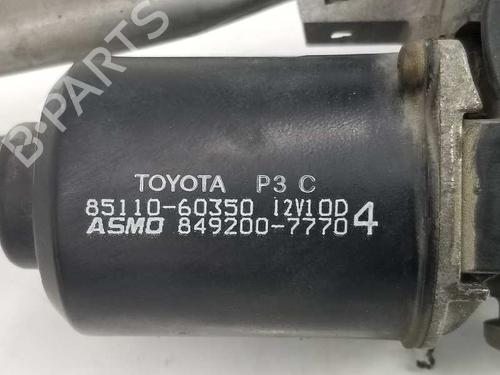 B-PARTS
TOYOTA P3 C
85110-60350 12V10D
ASMO 849200-7770 4